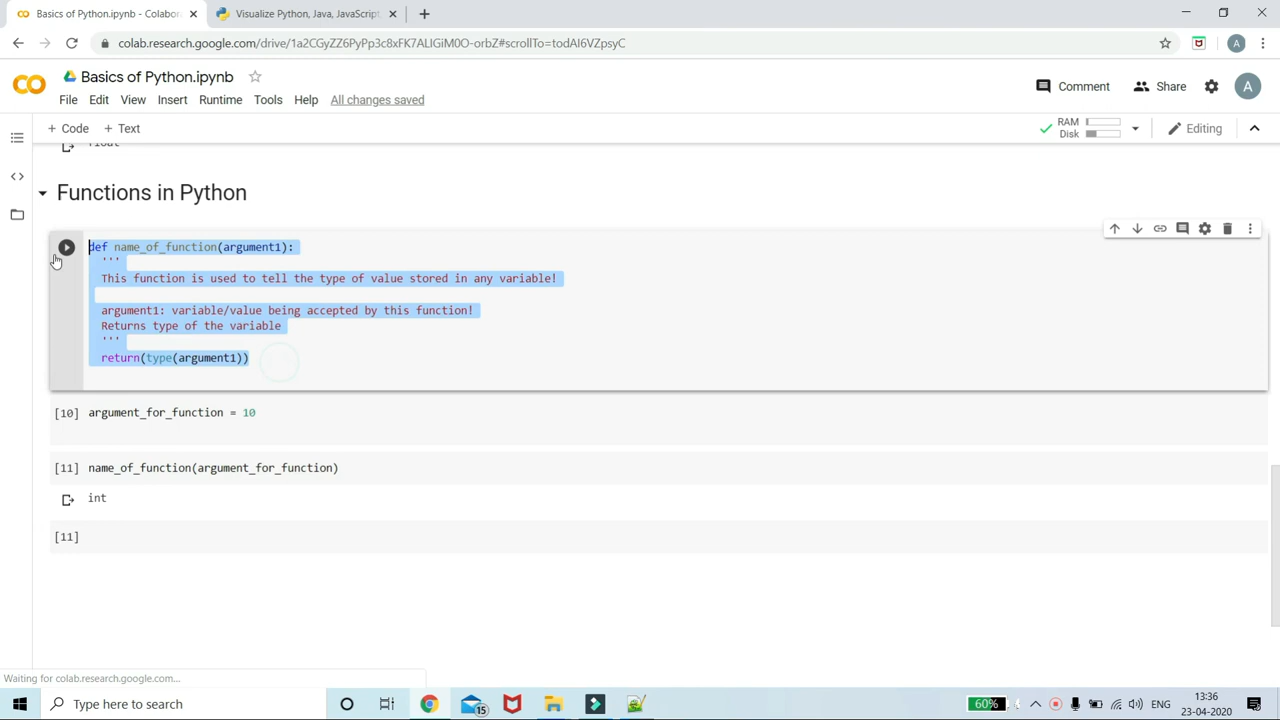 Basics of Python.ipynb - Colabora
Visualize Python, Java, JavaScript,
colab.research.google.com/drive/1a2CGyZZ6PyPp3c8xFK7ALIGiM0O-orbZ#scrollTo=todAI6VZpsyC
A
Basics of Python.ipynb
Comment
Share
A
File Edit View Insert Runtime Tools Help All changes saved
+ Code + Text
RAM
Disk
Editing
float
Functions in Python
def name_of_function(argument1):
'''
This function is used to tell the type of value stored in any variable!
argument1: variable/value being accepted by this function!
Returns type of the variable
'''
return(type(argument1))
[10] argument_for_function = 10
[11] name_of_function(argument_for_function)
int
[11]
Waiting for colab.research.google.com...
Type here to search
15
60%
ENG
13:36
23-04-2020